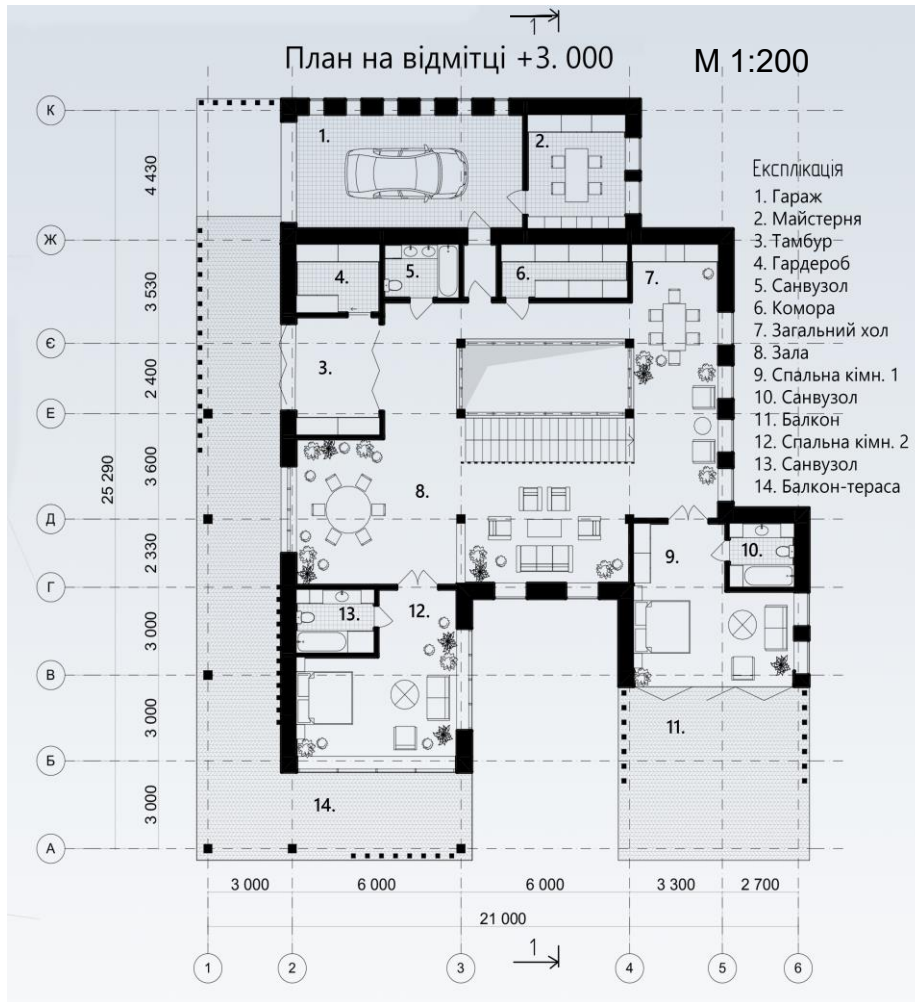 1
План на відмітці +3. 000
М 1:200
К
Ж
Є
Е
Д
Г
В
Б
А
25 290
4 430
3 530
2 400
3 600
2 330
3 000
3 000
3 000
1.
2.
3.
4.
5.
6.
7.
8.
9.
10.
11.
12.
13.
14.
Експлікація
1. Гараж
2. Майстерня
3. Тамбур
4. Гардероб
5. Санвузол
6. Комора
7. Загальний хол
8. Зала
9. Спальна кімн. 1
10. Санвузол
11. Балкон
12. Спальна кімн. 2
13. Санвузол
14. Балкон-тераса
3 000
6 000
6 000
3 300
2 700
21 000
1
1
2
3
4
5
6